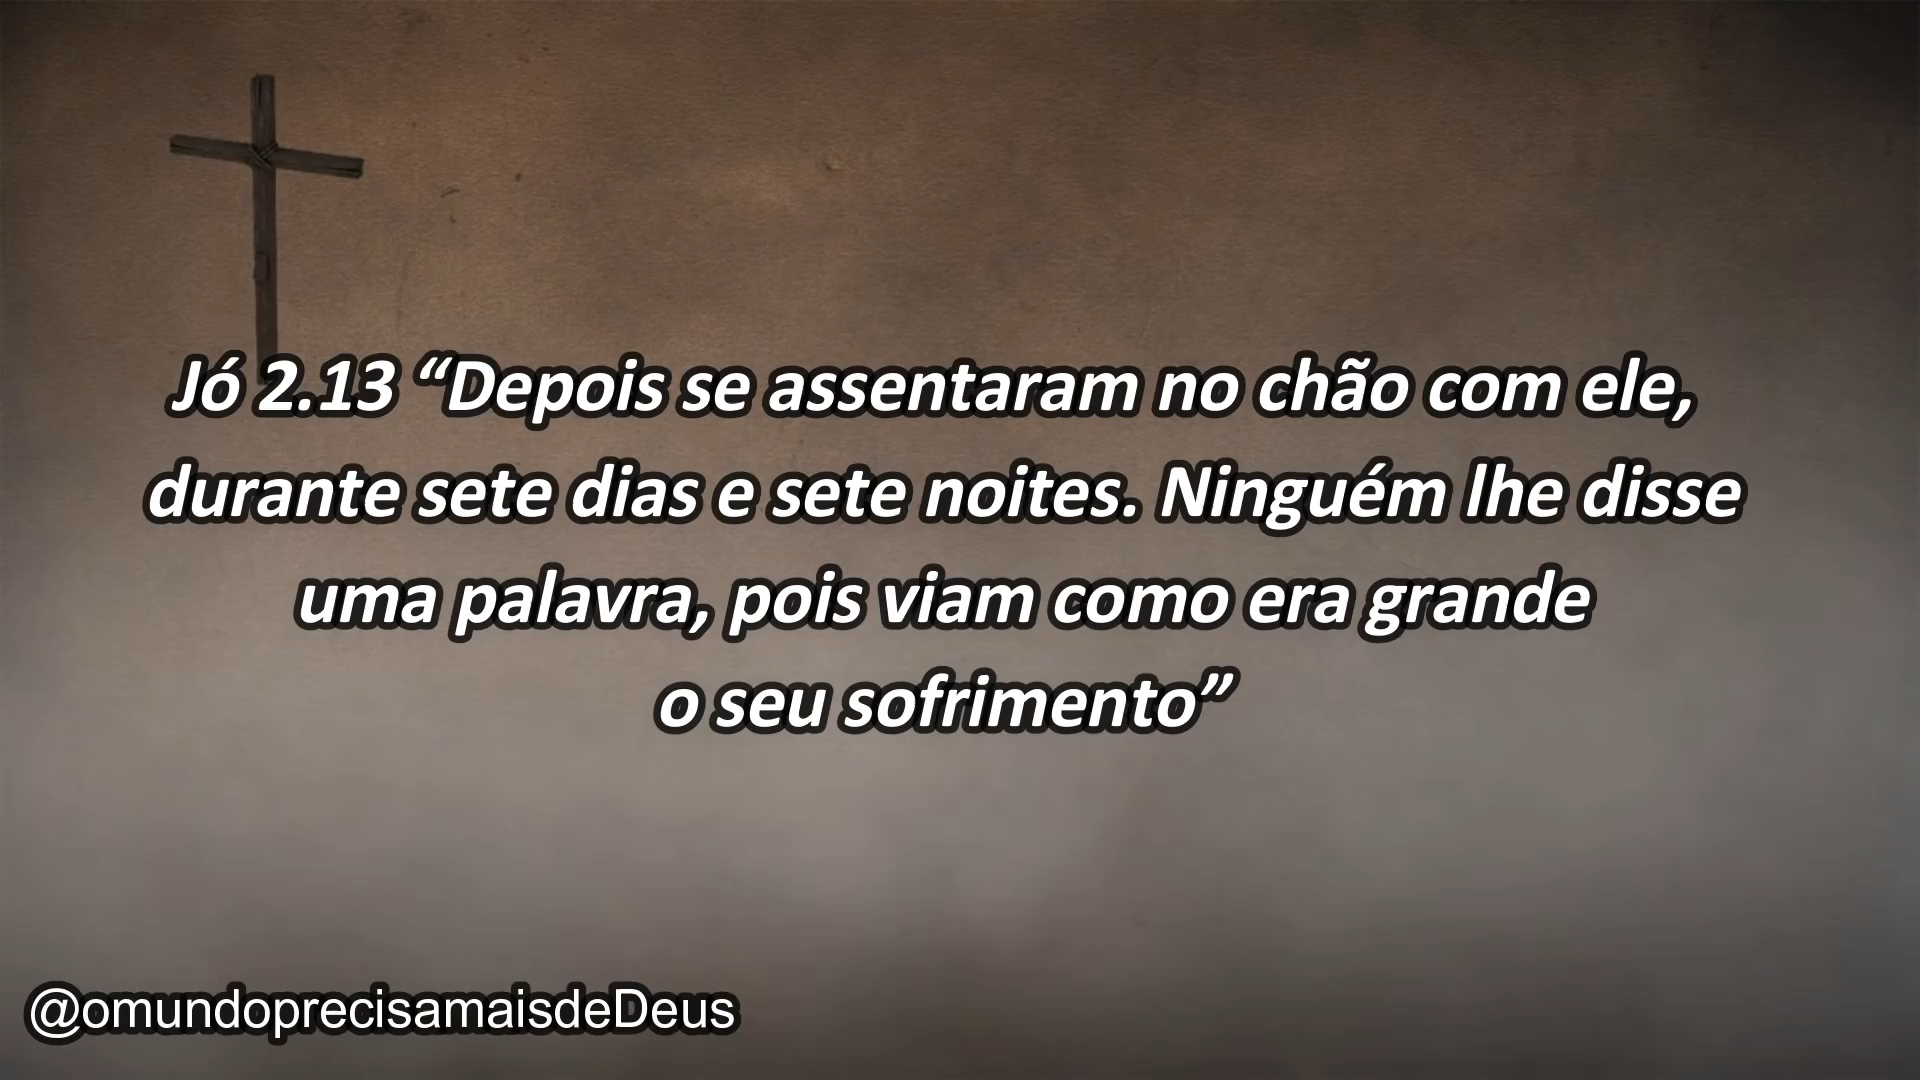 Jó 2.13 “Depois se assentaram no chão com ele,
durante sete dias e sete noites. Ninguém lhe disse
uma palavra, pois viam como era grande
o seu sofrimento”
@omundoprecisamaisdeDeus